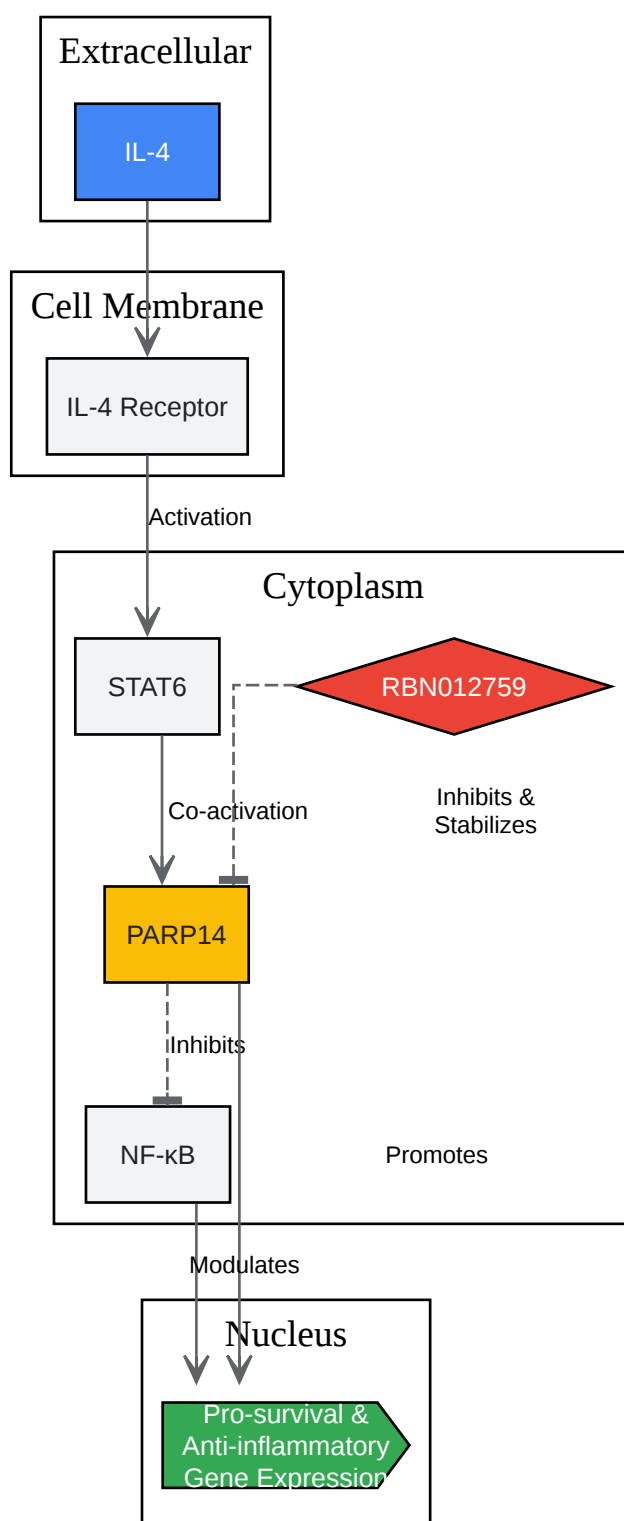 Extracellular
IL-4
Cell Membrane
IL-4 Receptor
Activation
Cytoplasm
STAT6
RBN012759
Co-activation
Inhibits &
Stabilizes
PARP14
Inhibits
NF-κB
Promotes
Modulates
Nucleus
Pro-survival &
Anti-inflammatory
Gene Expression